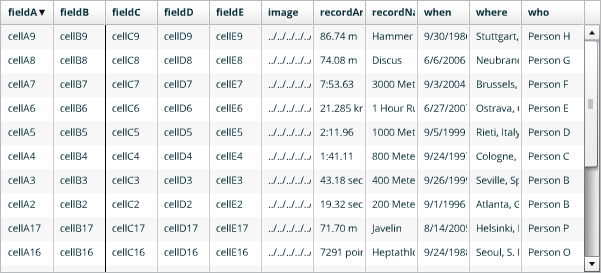 fieldA▼ fieldB fieldC fieldD fieldE image recordAr recordNa when where who
cellA9 cellB9 cellC9 cellD9 cellE9 ../../../../ 86.74 m Hammer 9/30/198 Stuttgart, Person H
cellA8 cellB8 cellC8 cellD8 cellE8 ../../../../ 74.08 m Discus 6/6/2006 Neubran Person G
cellA7 cellB7 cellC7 cellD7 cellE7 ../../../../ 7:53.63 3000 Met 9/3/2004 Brussels, Person F
cellA6 cellB6 cellC6 cellD6 cellE6 ../../../../ 21.285 kr 1 Hour Ru 6/27/200 Ostrava, Person E
cellA5 cellB5 cellC5 cellD5 cellE5 ../../../../ 2:11.96 1000 Met 9/5/1999 Rieti, Italy Person D
cellA4 cellB4 cellC4 cellD4 cellE4 ../../../../ 1:41.11 800 Mete 9/24/199 Cologne, Person C
cellA3 cellB3 cellC3 cellD3 cellE3 ../../../../ 43.18 sec 400 Mete 9/26/199 Seville, Sp Person B
cellA2 cellB2 cellC2 cellD2 cellE2 ../../../../ 19.32 sec 200 Mete 9/1/1996 Atlanta, G Person B
cellA17 cellB17 cellC17 cellD17 cellE17 ../../../../ 71.70 m Javelin 8/14/200 Helsinki, Person P
cellA16 cellB16 cellC16 cellD16 cellE16 ../../../../ 7291 poir Heptathl 9/24/198 Seoul, S. Person O